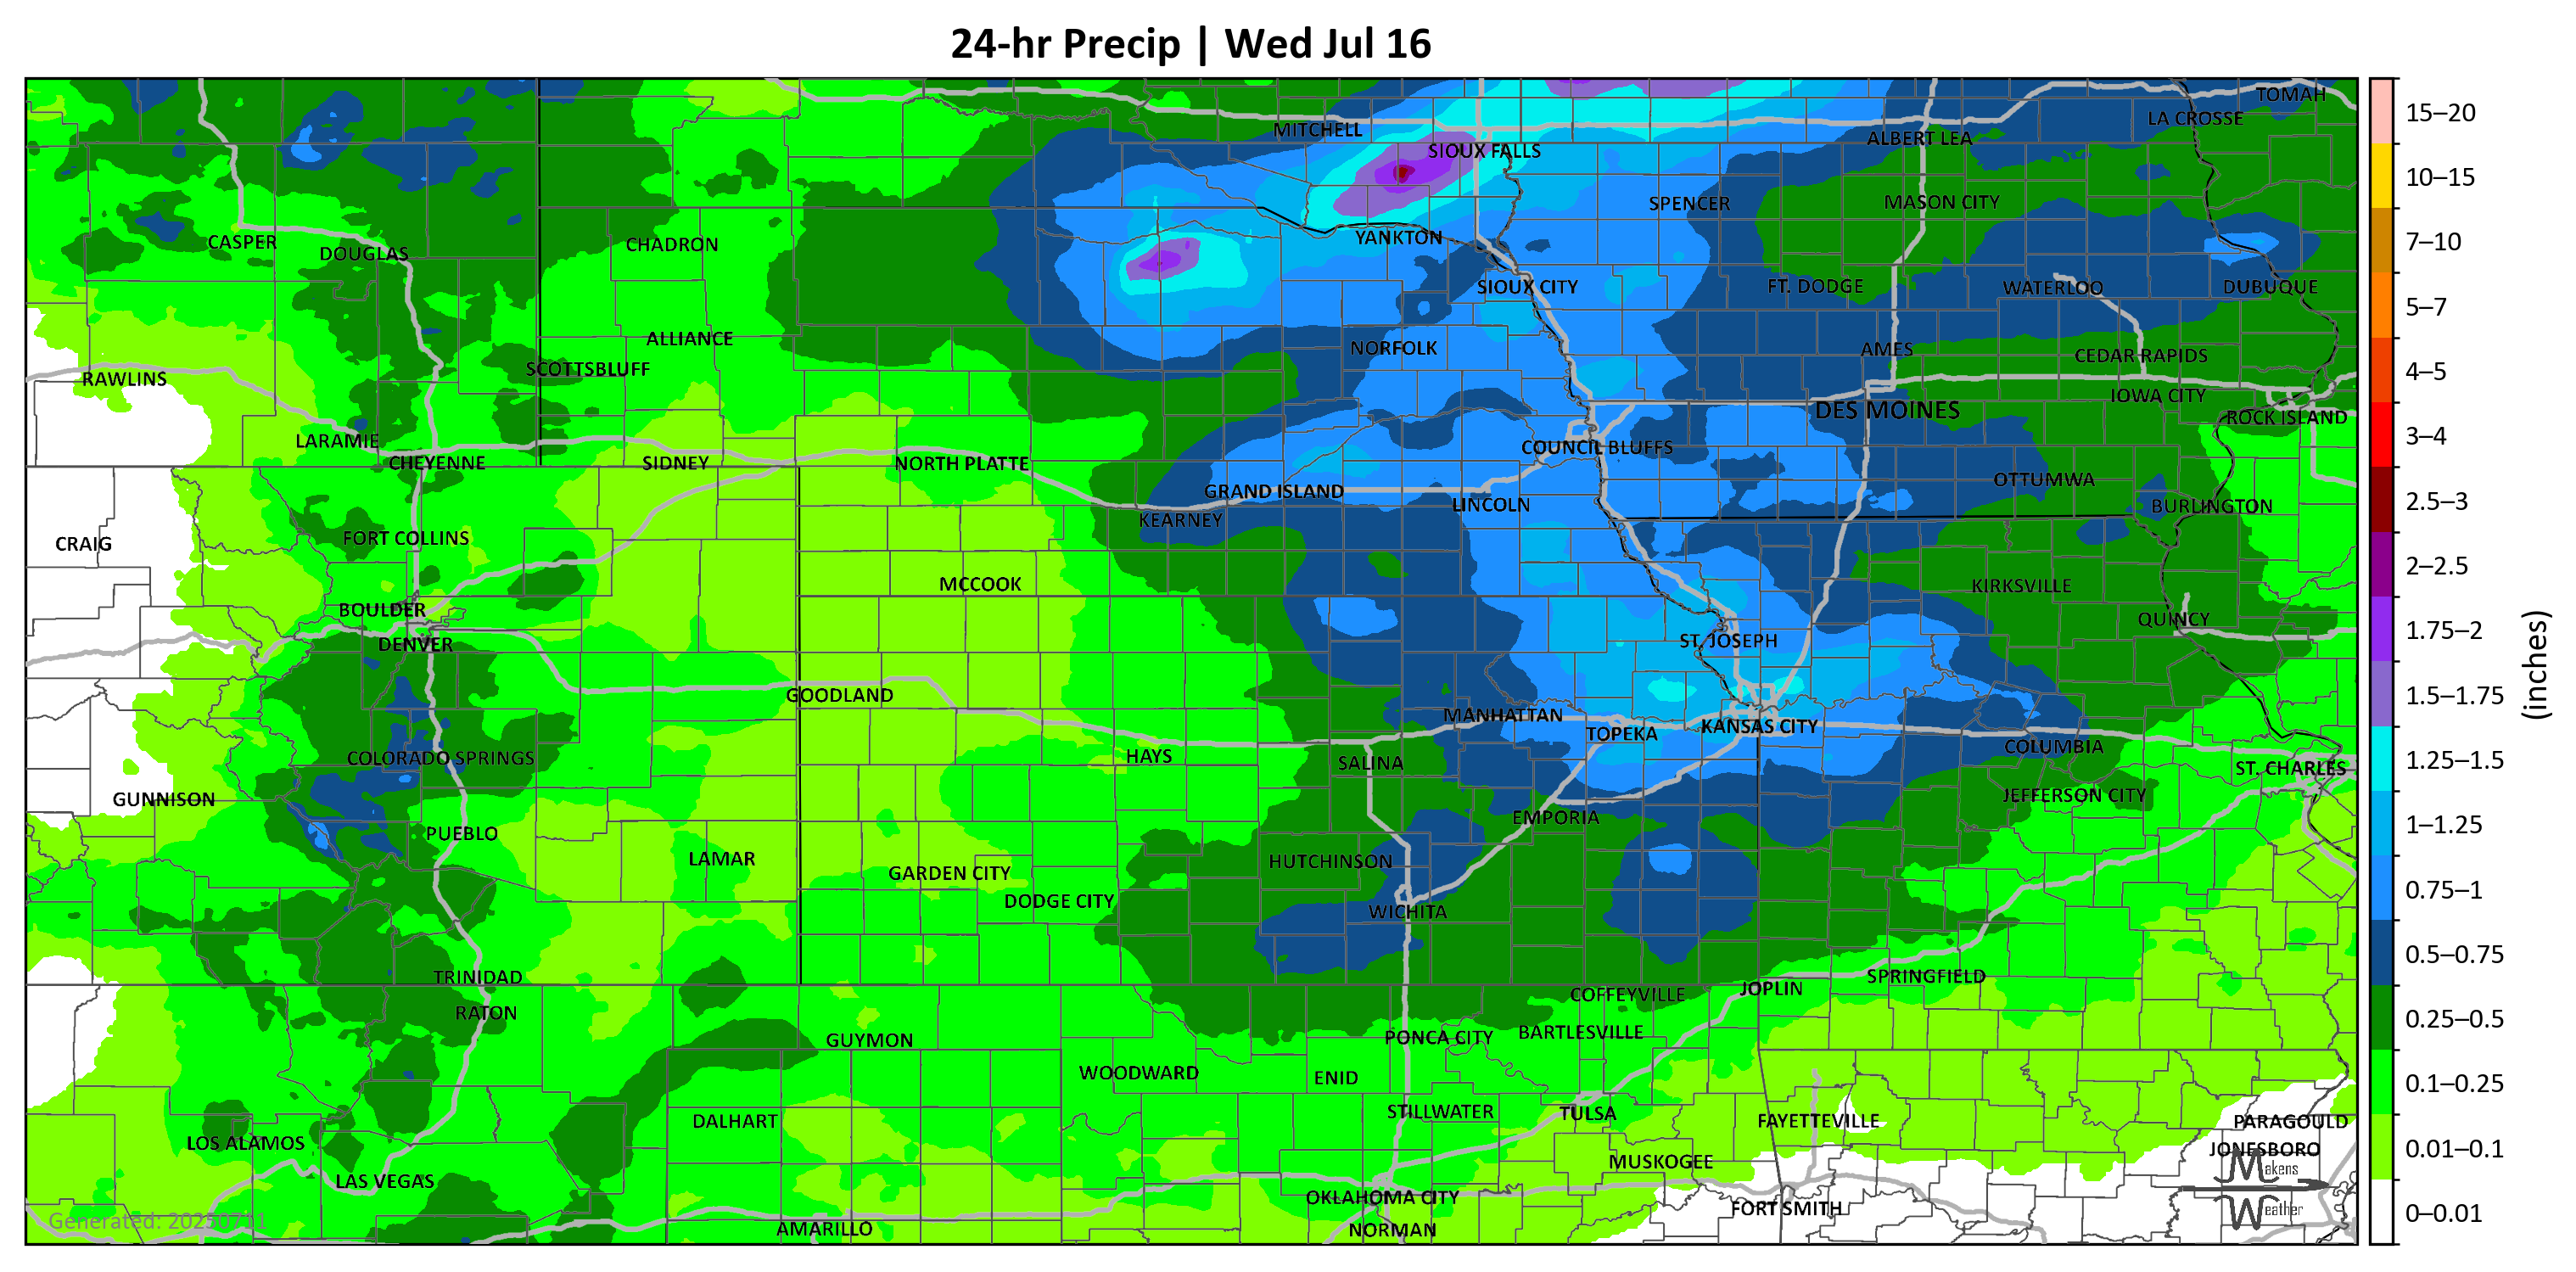 24-hr Precip | Wed Jul 16
TOMAH
LA CROSSE
MITCHELL
ALBERT LEA
SIOUX FALLS
SPENCER
MASON CITY
YANKTON
CASPER
CHADRON
DOUGLAS
SIOUX CITY
FT. DODGE
WATERLOO
DUBUQUE
ALLIANCE
NORFOLK
AMES
CEDAR RAPIDS
SCOTTSBLUFF
RAWLINS
IOWA CITY
DES MOINES
ROCK ISLAND
LARAMIE
COUNCIL BLUFFS
CHEYENNE
SIDNEY
NORTH PLATTE
OTTUMWA
GRAND ISLAND
LINCOLN
BURLINGTON
KEARNEY
FORT COLLINS
CRAIG
MCCOOK
KIRKSVILLE
BOULDER
QUINCY
DENVER
ST. JOSEPH
GOODLAND
MANHATTAN
KANSAS CITY
TOPEKA
COLUMBIA
COLORADO SPRINGS
HAYS
SALINA
ST. CHARLES
GUNNISON
JEFFERSON CITY
EMPORIA
PUEBLO
LAMAR
HUTCHINSON
GARDEN CITY
DODGE CITY
WICHITA
TRINIDAD
SPRINGFIELD
JOPLIN
COFFEYVILLE
RATON
BARTLESVILLE
PONCA CITY
GUYMON
WOODWARD
ENID
STILLWATER
TULSA
DALHART
FAYETTEVILLE
PARAGOULD
LOS ALAMOS
JONESBORO
MUSKOGEE
LAS VEGAS
OKLAHOMA CITY
FORT SMITH
AMARILLO
NORMAN
Generated: 20250711
Makens
Weather
15–20
10–15
7–10
5–7
4–5
3–4
2.5–3
2–2.5
1.75–2
1.5–1.75
1.25–1.5
1–1.25
0.75–1
0.5–0.75
0.25–0.5
0.1–0.25
0.01–0.1
0–0.01
(inches)